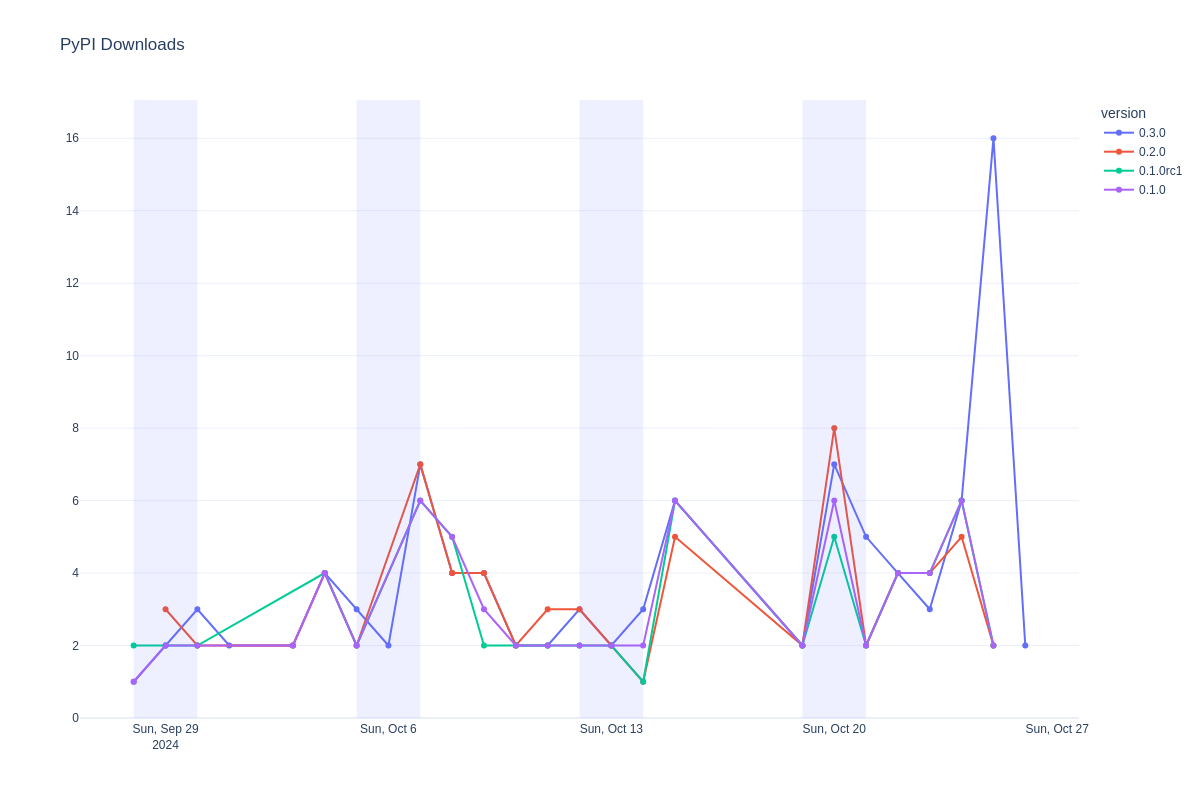 PyPI Downloads
version
0.3.0
0.2.0
0.1.0rc1
0.1.0
16
14
12
10
8
6
4
2
0
Sun, Sep 29
2024
Sun, Oct 6
Sun, Oct 13
Sun, Oct 20
Sun, Oct 27